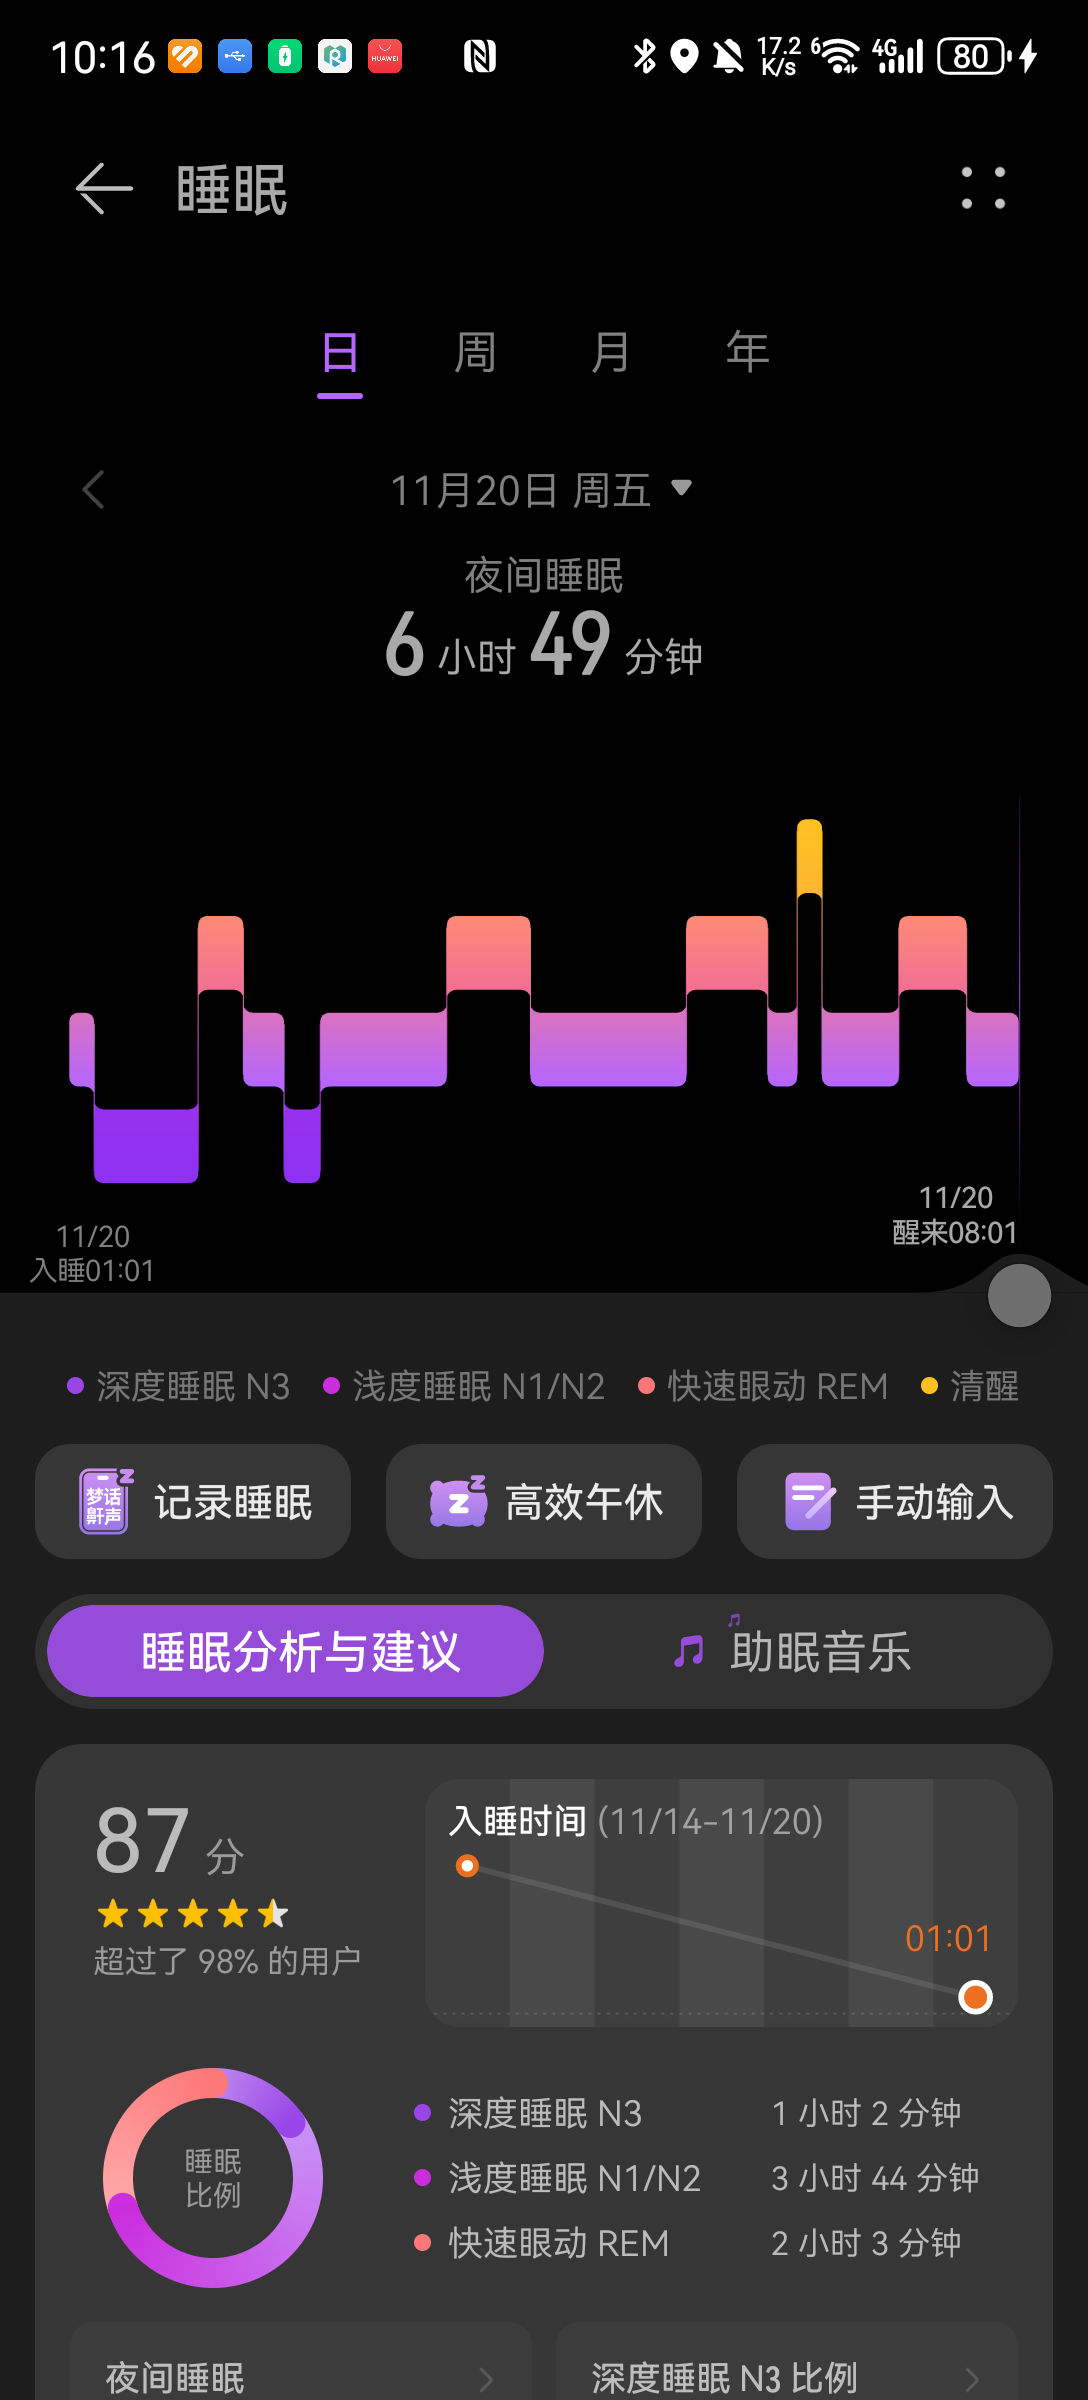 10:16
HUAWEI
17.2 K/s
6
4G
80
睡眠
日 周 月 年
11月20日 周五
夜间睡眠
6 小时 49 分钟
11/20
醒来08:01
11/20
入睡01:01
深度睡眠 N3 浅度睡眠 N1/N2 快速眼动 REM 清醒
梦话
鼾声
记录睡眠 高效午休 手动输入
睡眠分析与建议 助眠音乐
87 分
超过了 98% 的用户
入睡时间 (11/14-11/20)
01:01
睡眠
比例
深度睡眠 N3 1 小时 2 分钟
浅度睡眠 N1/N2 3 小时 44 分钟
快速眼动 REM 2 小时 3 分钟
夜间睡眠 深度睡眠 N3 比例